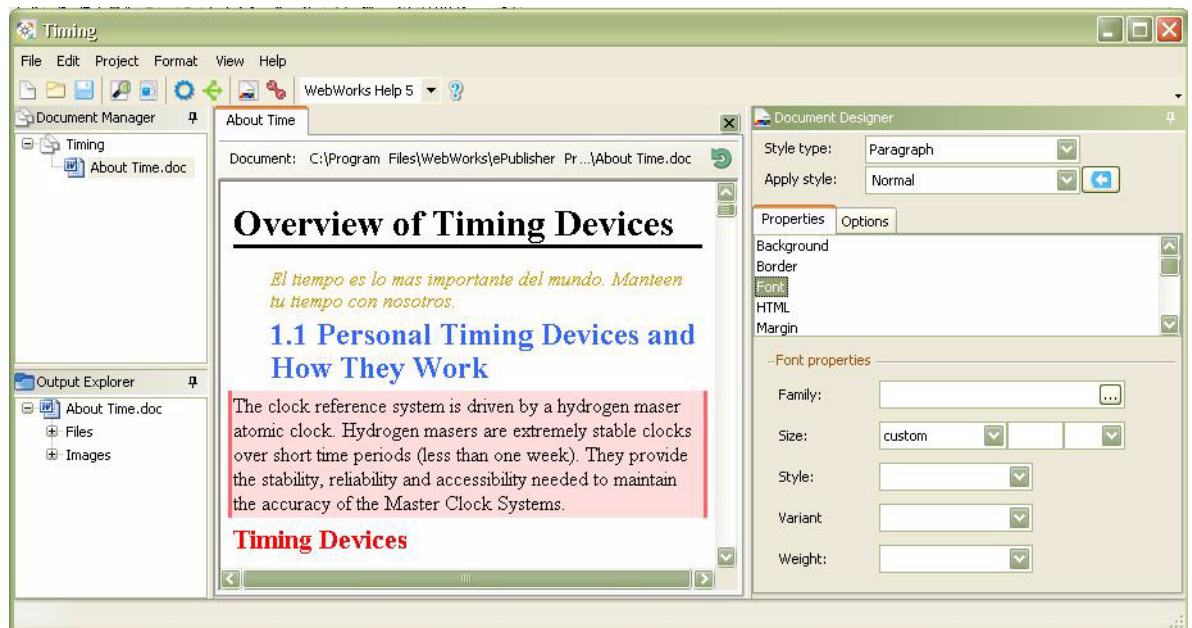 Timing
File Edit Project Format View Help
WebWorks Help 5
Document Manager
Timing
About Time.doc
Output Explorer
About Time.doc
Files
Images
About Time
Document: C:\Program Files\WebWorks\ePublisher Pr...\About Time.doc
Overview of Timing Devices
El tiempo es lo mas importante del mundo. Manteen
tu tiempo con nosotros.
1.1 Personal Timing Devices and
How They Work
The clock reference system is driven by a hydrogen maser
atomic clock. Hydrogen masers are extremely stable clocks
over short time periods (less than one week). They provide
the stability, reliability and accessibility needed to maintain
the accuracy of the Master Clock Systems.
Timing Devices
Document Designer
Style type: Paragraph
Apply style: Normal
Properties Options
Background
Border
Font
HTML
Margin
Font properties
Family: ...
Size: custom
Style:
Variant
Weight: